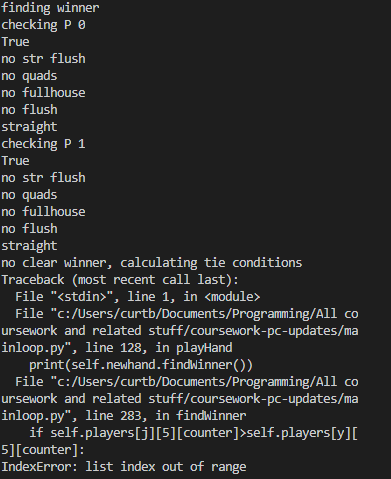 finding winner
checking P 0
True
no str flush
no quads
no fullhouse
no flush
straight
checking P 1
True
no str flush
no quads
no fullhouse
no flush
straight
no clear winner, calculating tie conditions
Traceback (most recent call last):
  File "<stdin>", line 1, in <module>
  File "c:/Users/curtb/Documents/Programming/All co
ursework and related stuff/coursework-pc-updates/ma
inloop.py", line 128, in playHand
    print(self.newhand.findWinner())
  File "c:/Users/curtb/Documents/Programming/All co
ursework and related stuff/coursework-pc-updates/ma
inloop.py", line 283, in findWinner
    if self.players[j][5][counter]>self.players[y][
5][counter]:
IndexError: list index out of range